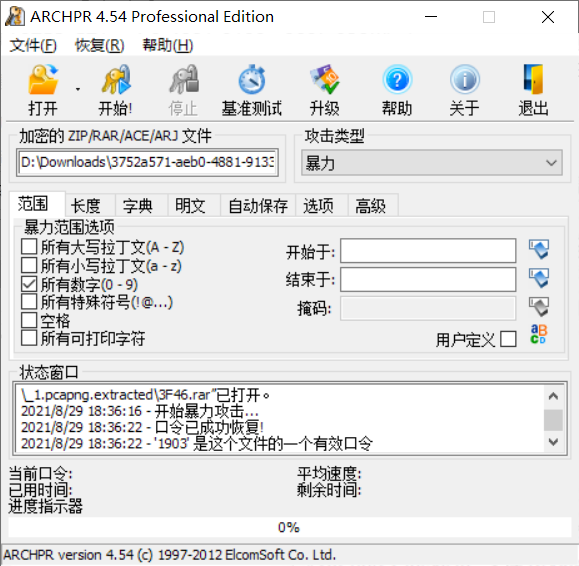 ARCHPR 4.54 Professional Edition
文件(F) 恢复(R) 帮助(H)
打开 开始! 停止 基准测试 升级 帮助 关于 退出
加密的 ZIP/RAR/ACE/ARJ 文件 攻击类型
D:\Downloads\3752a571-aeb0-4881-9133 暴力
范围 长度 字典 明文 自动保存 选项 高级
暴力范围选项
所有大写拉丁文(A - Z)
开始于:
所有小写拉丁文(a - z)
结束于:
所有数字(0 - 9)
掩码:
所有特殊符号(!@...)
空格
用户定义
所有可打印字符
状态窗口
\_1.pcapng.extracted\3F46.rar"已打开。
2021/8/29 18:36:16 - 开始暴力攻击...
2021/8/29 18:36:22 - 口令已成功恢复!
2021/8/29 18:36:22 - '1903' 是这个文件的一个有效口令
当前口令: 平均速度:
已用时间: 剩余时间:
进度指示器
0%
ARCHPR version 4.54 (c) 1997-2012 ElcomSoft Co. Ltd.